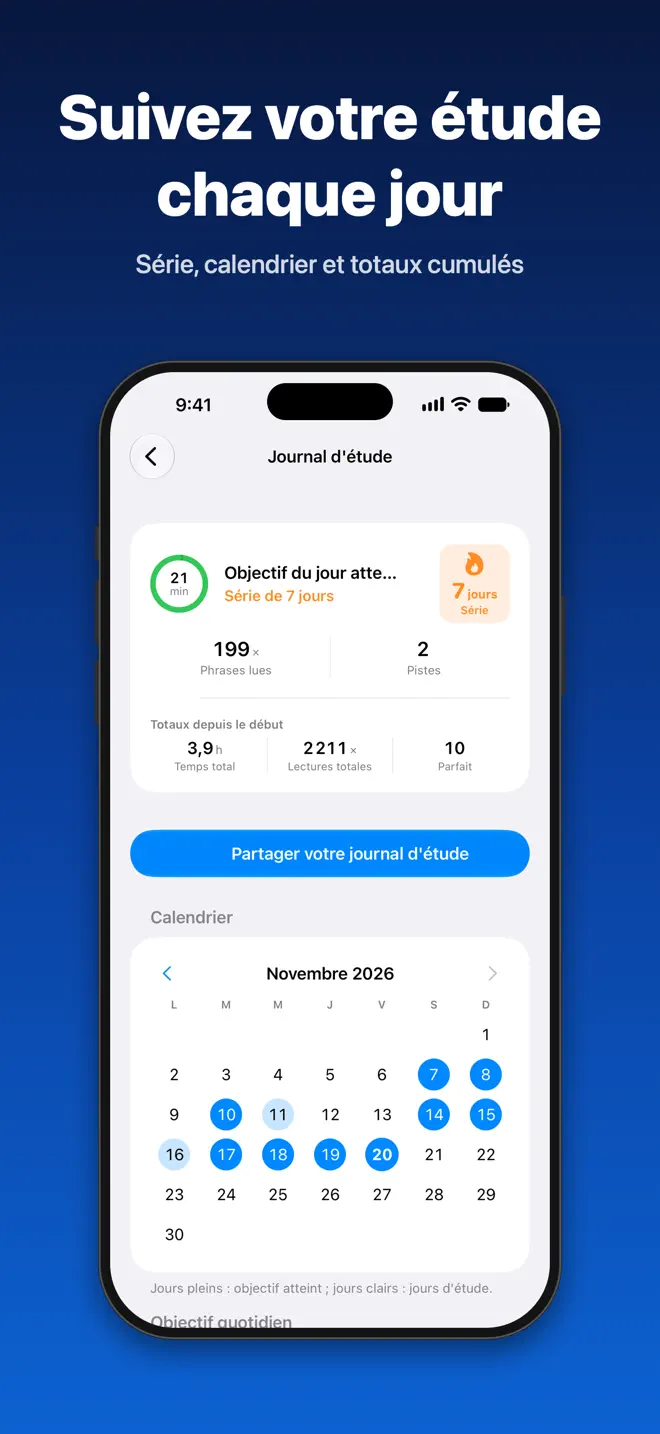 Suivez votre étude
chaque jour
Série, calendrier et totaux cumulés
9:41
Journal d'étude
21
min
Objectif du jour atte...
Série de 7 jours
7 jours
Série
199 ×
Phrases lues
2
Pistes
Totaux depuis le début
3,9 h
Temps total
2 211 ×
Lectures totales
10
Parfait
Partager votre journal d'étude
Calendrier
Novembre 2026
L M M J V S D
1
2 3 4 5 6 7 8
9 10 11 12 13 14 15
16 17 18 19 20 21 22
23 24 25 26 27 28 29
30
Jours pleins : objectif atteint ; jours clairs : jours d'étude.
Objectif quotidien